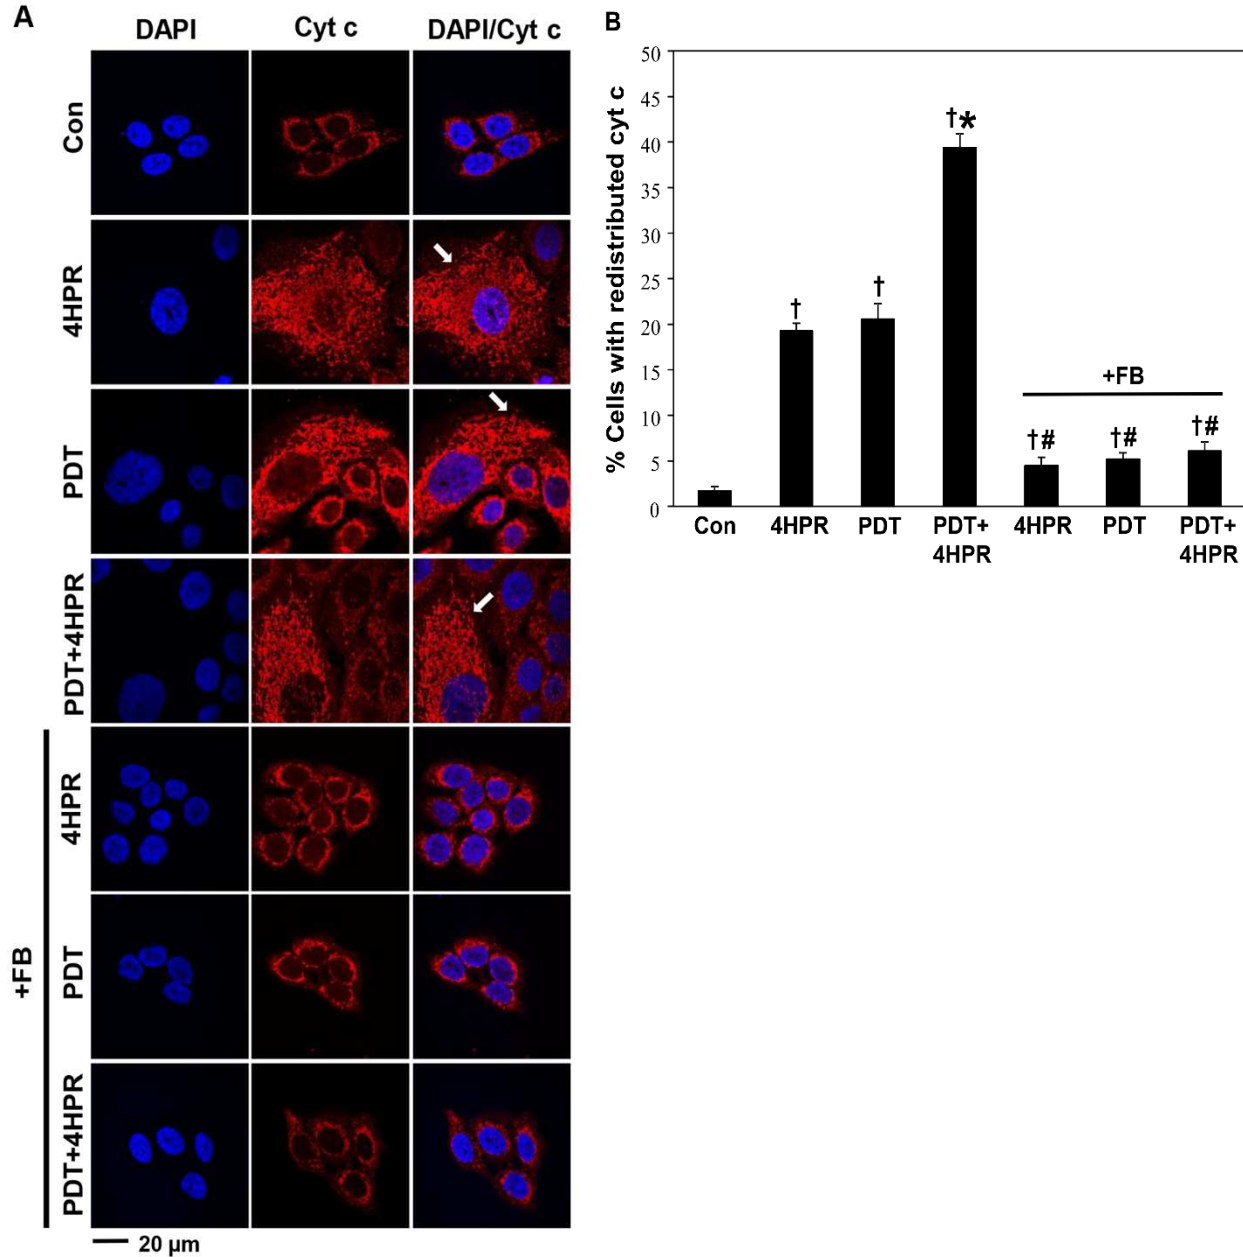 A
DAPI Cyt c DAPI/Cyt c
Con
4HPR
PDT
PDT+4HPR
+FB
4HPR
PDT
PDT+4HPR
20 µm
B
% Cells with redistributed cyt c
50
45
40
35
30
25
20
15
10
5
0
†*
†
†
+FB
†#
†#
†#
Con 4HPR PDT PDT+ 4HPR PDT PDT+
4HPR 4HPR